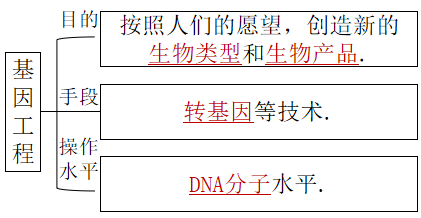 基因工程
目的
按照人们的愿望，创造新的
生物类型和生物产品.
手段
转基因等技术.
操作
水平
DNA分子水平.